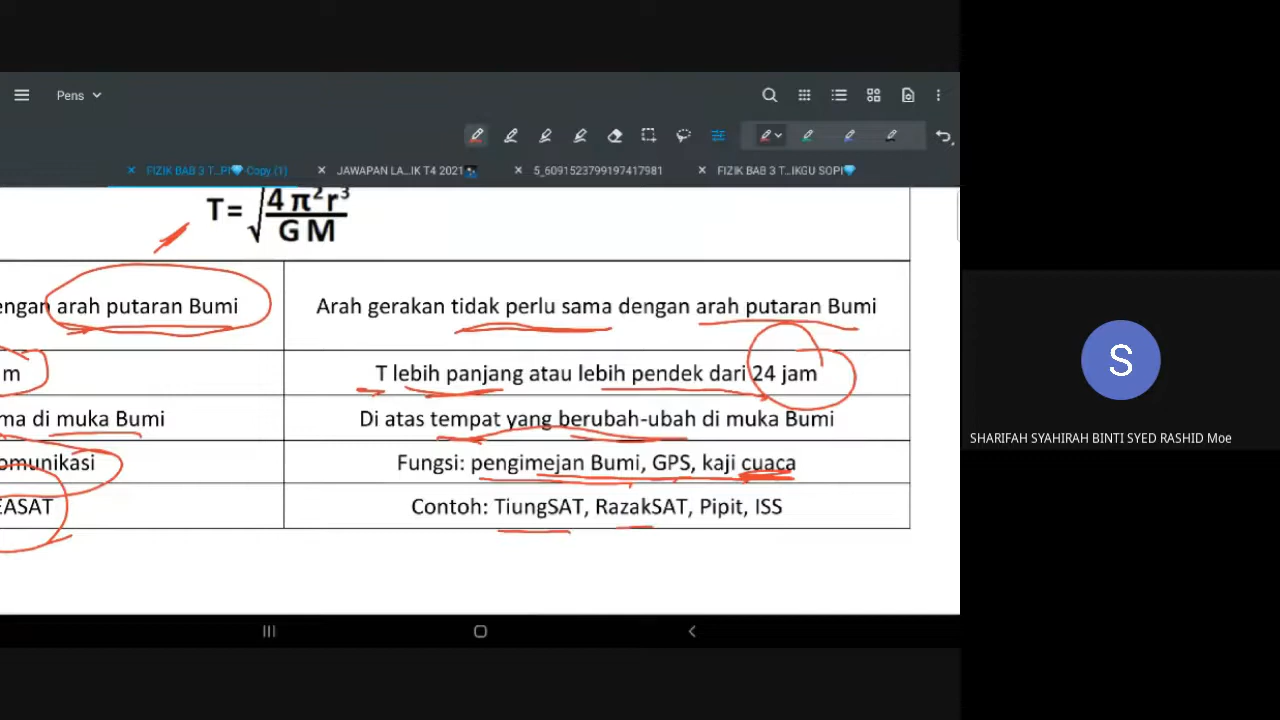 Pens
FIZIK BAB 3 T...PI💎 Copy (1)
JAWAPAN LA...IK T4 2021
5_6091523799197417981
FIZIK BAB 3 T...IKGU SOPI💎
T= √4 π²r³
G M
engan arah putaran Bumi
Arah gerakan tidak perlu sama dengan arah putaran Bumi
m
T lebih panjang atau lebih pendek dari 24 jam
ma di muka Bumi
Di atas tempat yang berubah-ubah di muka Bumi
omunikasi
Fungsi: pengimejan Bumi, GPS, kaji cuaca
EASAT
Contoh: TiungSAT, RazakSAT, Pipit, ISS
S
SHARIFAH SYAHIRAH BINTI SYED RASHID Moe